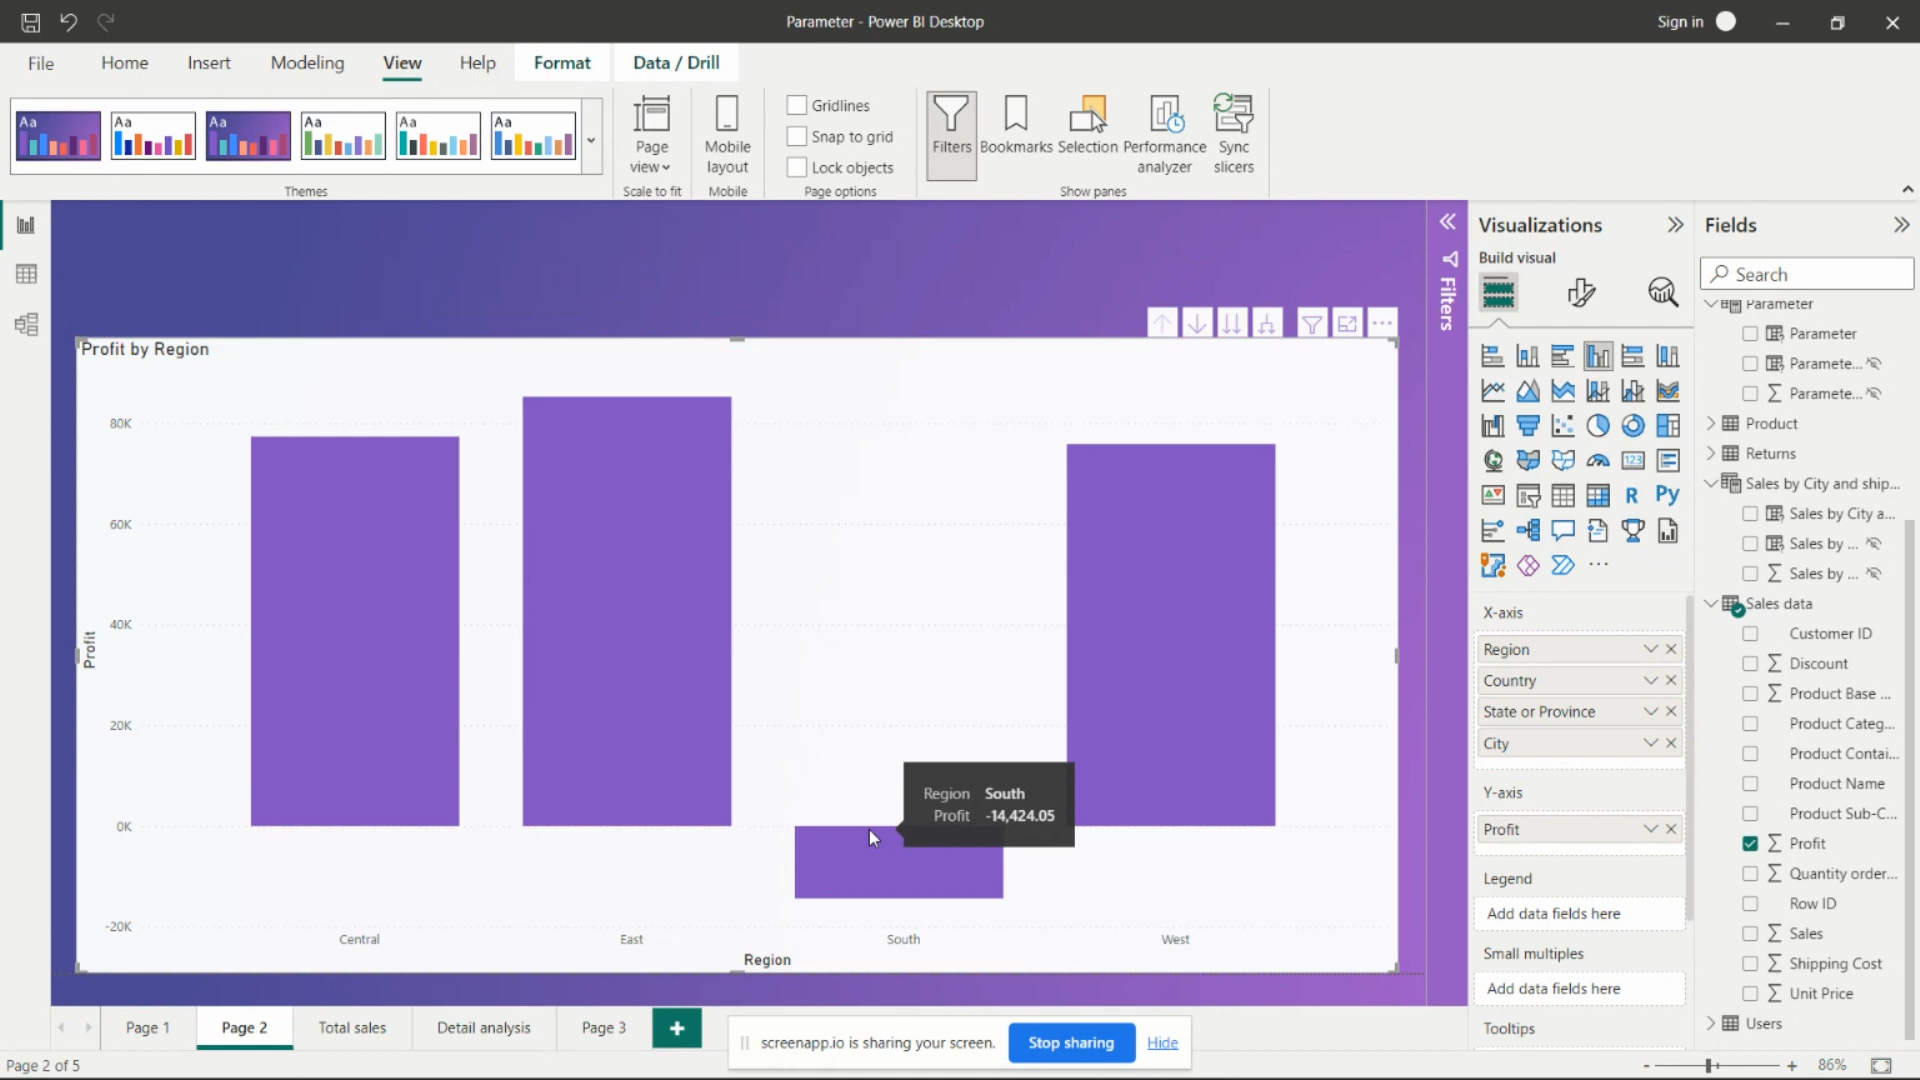 Parameter - Power BI Desktop
Sign in
File Home Insert Modeling View Help Format Data / Drill
Aa Aa Aa Aa Aa Aa
Page view
Mobile layout
Gridlines
Snap to grid
Lock objects
Filters
Bookmarks
Selection
Performance analyzer
Sync slicers
Themes
Scale to fit
Mobile
Page options
Show panes
Filters
Profit by Region
Profit
80K
60K
40K
20K
0K
-20K
Region South
Profit -14,424.05
Central East South West
Region
Visualizations
Build visual
123
R Py
...
X-axis
Region
Country
State or Province
City
Y-axis
Profit
Legend
Add data fields here
Small multiples
Add data fields here
Tooltips
Fields
Search
Parameter
Parameter
Paramete...
Paramete...
Product
Returns
Sales by City and ship...
Sales by City a...
Sales by ...
Sales by ...
Sales data
Customer ID
Discount
Product Base ...
Product Categ...
Product Contai...
Product Name
Product Sub-C...
Profit
Quantity order...
Row ID
Sales
Shipping Cost
Unit Price
Users
Page 1 Page 2 Total sales Detail analysis Page 3 +
screenapp.io is sharing your screen. Stop sharing Hide
Page 2 of 5
- + 86%